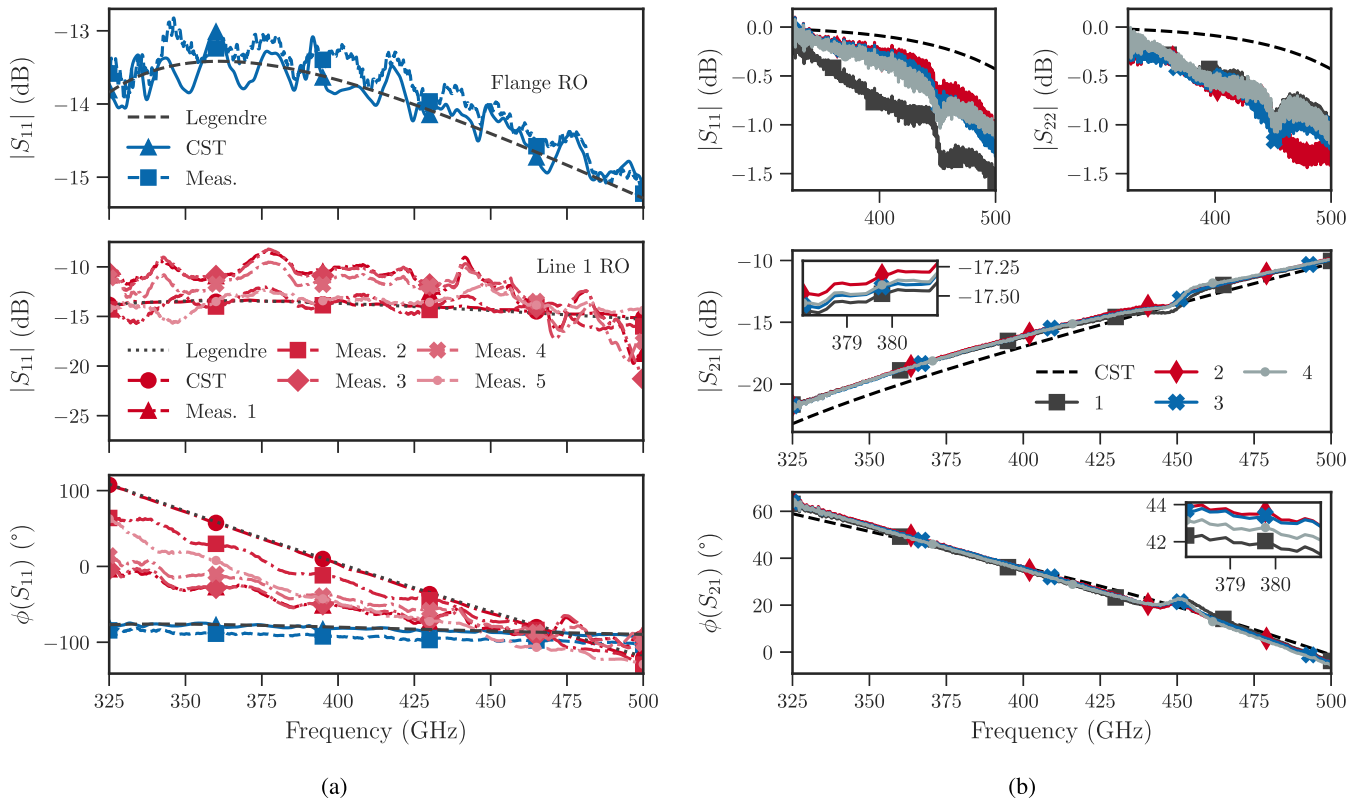 −13
−14
−15
|S11| (dB)
Flange RO
Legendre
CST
Meas.
−10
−15
−20
−25
|S11| (dB)
Line 1 RO
Legendre
CST
Meas. 1
Meas. 2
Meas. 3
Meas. 4
Meas. 5
100
0
−100
ϕ(S11) (°)
325 350 375 400 425 450 475 500
Frequency (GHz)
(a)
0.0
−0.5
−1.0
−1.5
|S11| (dB)
400 500
0.0
−0.5
−1.0
−1.5
|S22| (dB)
400 500
−10
−15
−20
|S21| (dB)
−17.25
−17.50
379 380
CST
1
2
3
4
325 350 375 400 425 450 475 500
60
40
20
0
ϕ(S21) (°)
44
42
379 380
325 350 375 400 425 450 475 500
Frequency (GHz)
(b)